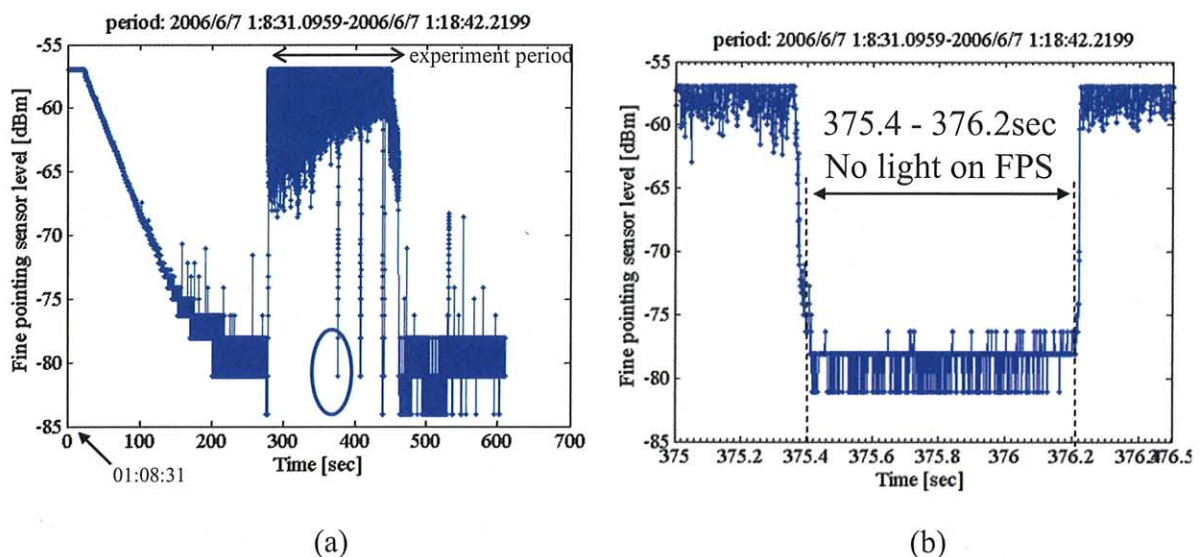 period: 2006/6/7 1:8:31.0959-2006/6/7 1:18:42.2199
-55
-60
-65
-70
-75
-80
-85
Fine pointing sensor level [dBm]
experiment period
0 100 200 300 400 500 600 700
Time [sec]
01:08:31
(a)
period: 2006/6/7 1:8:31.0959-2006/6/7 1:18:42.2199
-55
-60
-65
-70
-75
-80
-85
Fine pointing sensor level [dBm]
375.4 - 376.2sec
No light on FPS
375 375.2 375.4 375.6 375.8 376 376.2 376.4 376.5
Time [sec]
(b)